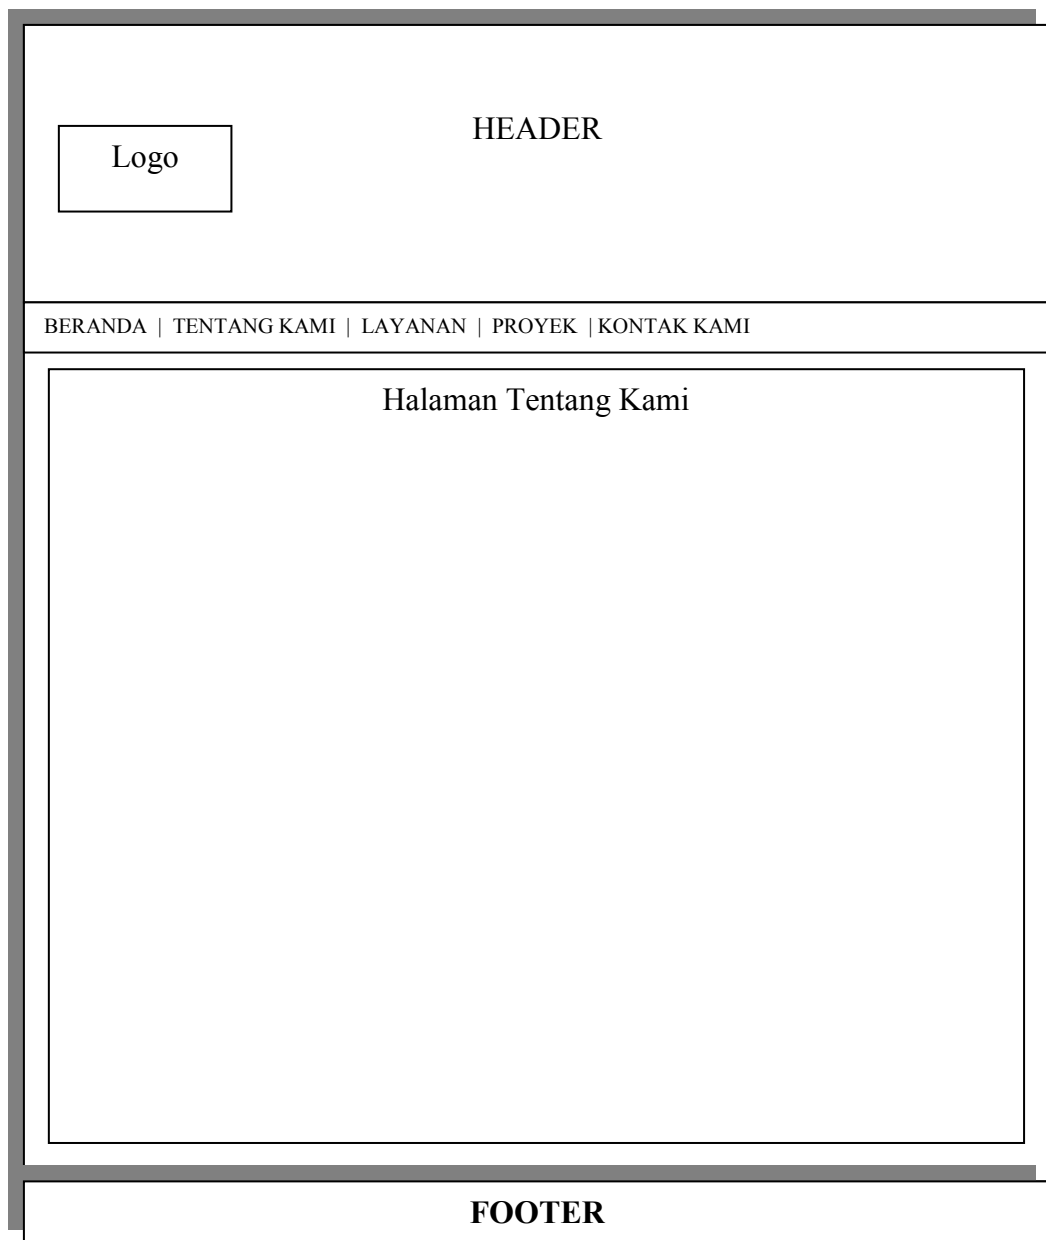 HEADER
Logo
BERANDA | TENTANG KAMI | LAYANAN | PROYEK | KONTAK KAMI
Halaman Tentang Kami
FOOTER